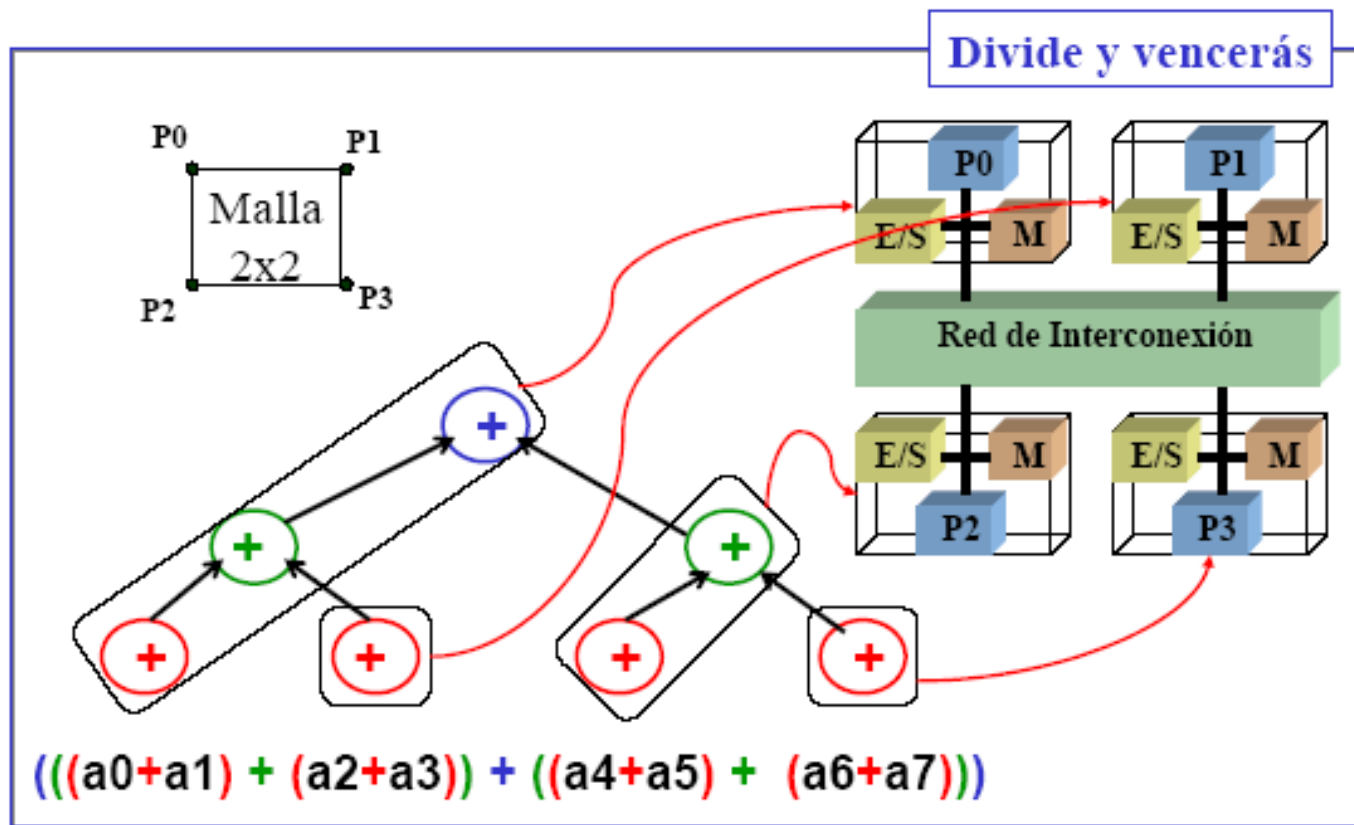 Divide y vencerás
P0
P1
Malla
2x2
P2
P3
P0
E/S
M
P1
E/S
M
Red de Interconexión
E/S
M
P2
E/S
M
P3
+
+
+
+
+
+
+
(((a0+a1) + (a2+a3)) + ((a4+a5) + (a6+a7)))